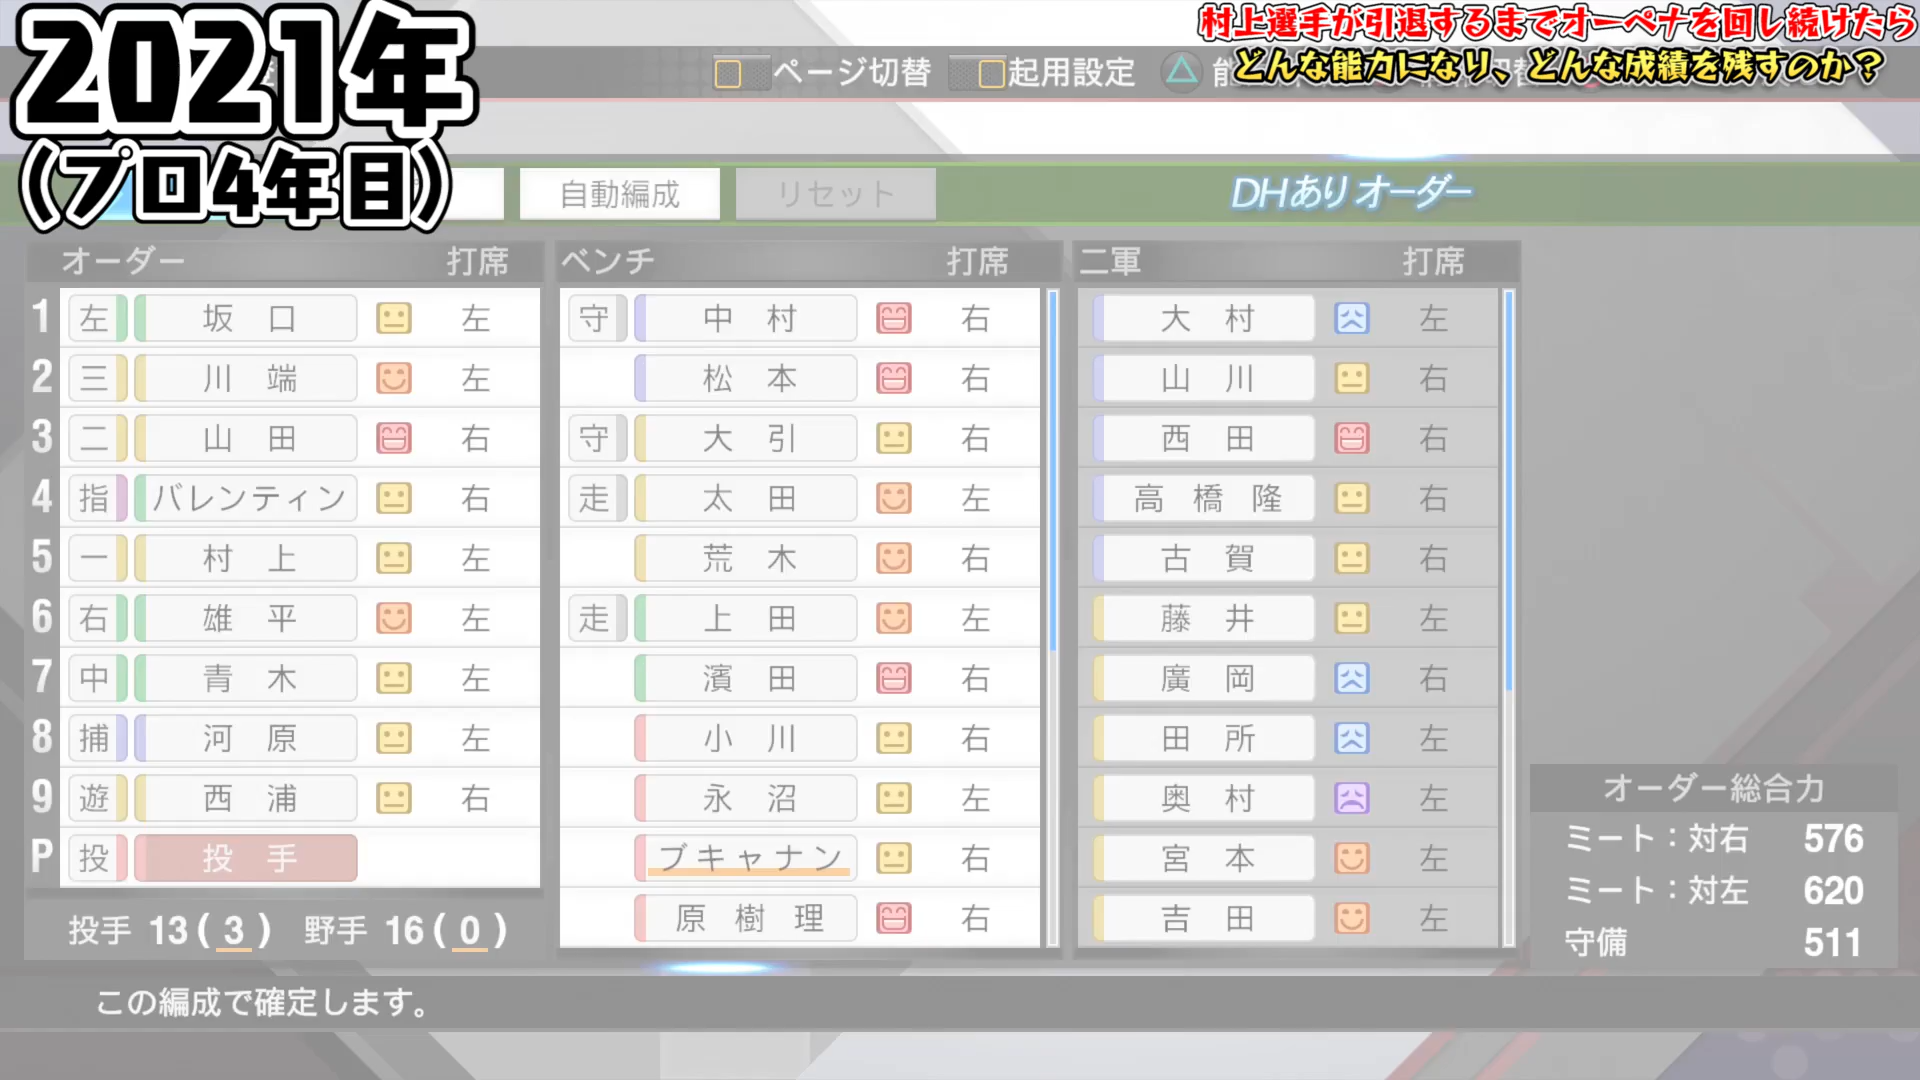 2021年
(プロ4年目)
村上選手が引退するまでオーペナを回し続けたら
どんな能力になり、どんな成績を残すのか?
ページ切替 起用設定 能
自動編成 リセット DHありオーダー
オーダー 打席
1 左 坂口 左
2 三 川端 左
3 二 山田 右
4 指 バレンティン 右
5 一 村上 左
6 右 雄平 左
7 中 青木 左
8 捕 河原 左
9 遊 西浦 右
P 投 投手
投手 13(3) 野手 16(0)
ベンチ 打席
守 中村 右
松本 右
守 大引 右
走 太田 左
荒木 右
走 上田 左
濱田 右
小川 右
永沼 左
ブキャナン 右
原樹理 右
二軍 打席
大村 左
山川 右
西田 右
高橋隆 右
古賀 右
藤井 左
廣岡 右
田所 左
奥村 左
宮本 左
吉田 左
オーダー総合力
ミート:対右 576
ミート:対左 620
守備 511
この編成で確定します。